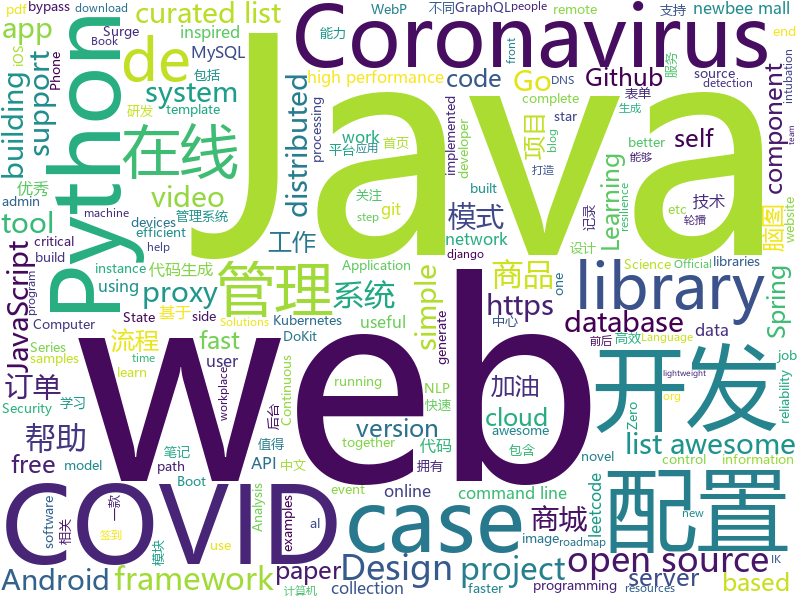 pdf
bypass
download
Surge
WebP
不同
GraphQL
people
curated list
Coronavirus
能力
remote
支持
newbee mall
app
Book
iOS
inspired
MySQL
Phone
包括
high performance
Go
Github
DNS
source
intubation
front
end
服务
de
system
distributed
code
complete
template
研发
processing
work
项目
star
表单
生成
detection
team
building
support
Python
Java
在线
implemented
developer
blog
component
better
能够
优秀
video
平台
应用
首页
self
打造
admin
tool
管理系统
devices
efficient
工作
模式
关注
git
built
Learning
技术
etc
轮播
website
脑图
machine
critical
build
JavaScript
step
network
django
记录
设计
resilience
管理
代码生成
instance
using
Application
商品
library
libraries
Official
web
proxy
系统
simple
https
one
Science
Spring
基于
side
State
Computer
流程
fast
useful
Kubernetes
DoKit
database
data
开发
user
Solutions
generate
中心
前后
高效
Language
lightweight
program
Series
samples
time
learn
订单
Security
学习
workplace
Continuous
加油
NLP
快速
cloud
running
job
model
org
Zero
reliability
帮助
后台
version
代码
list awesome
COVID
case
配置
free
path
笔记
值得
API
together
拥有
awesome
包含
novel
control
information
Boot
中文
command line
leetcode
open source
software
相关
一款
Analysis
examples
event
online
al
商城
server
based
Android
签到
framework
模块
计算机
use
paper
collection
image
roadmap
faster
Design
project
programming
new
IK
resources
help